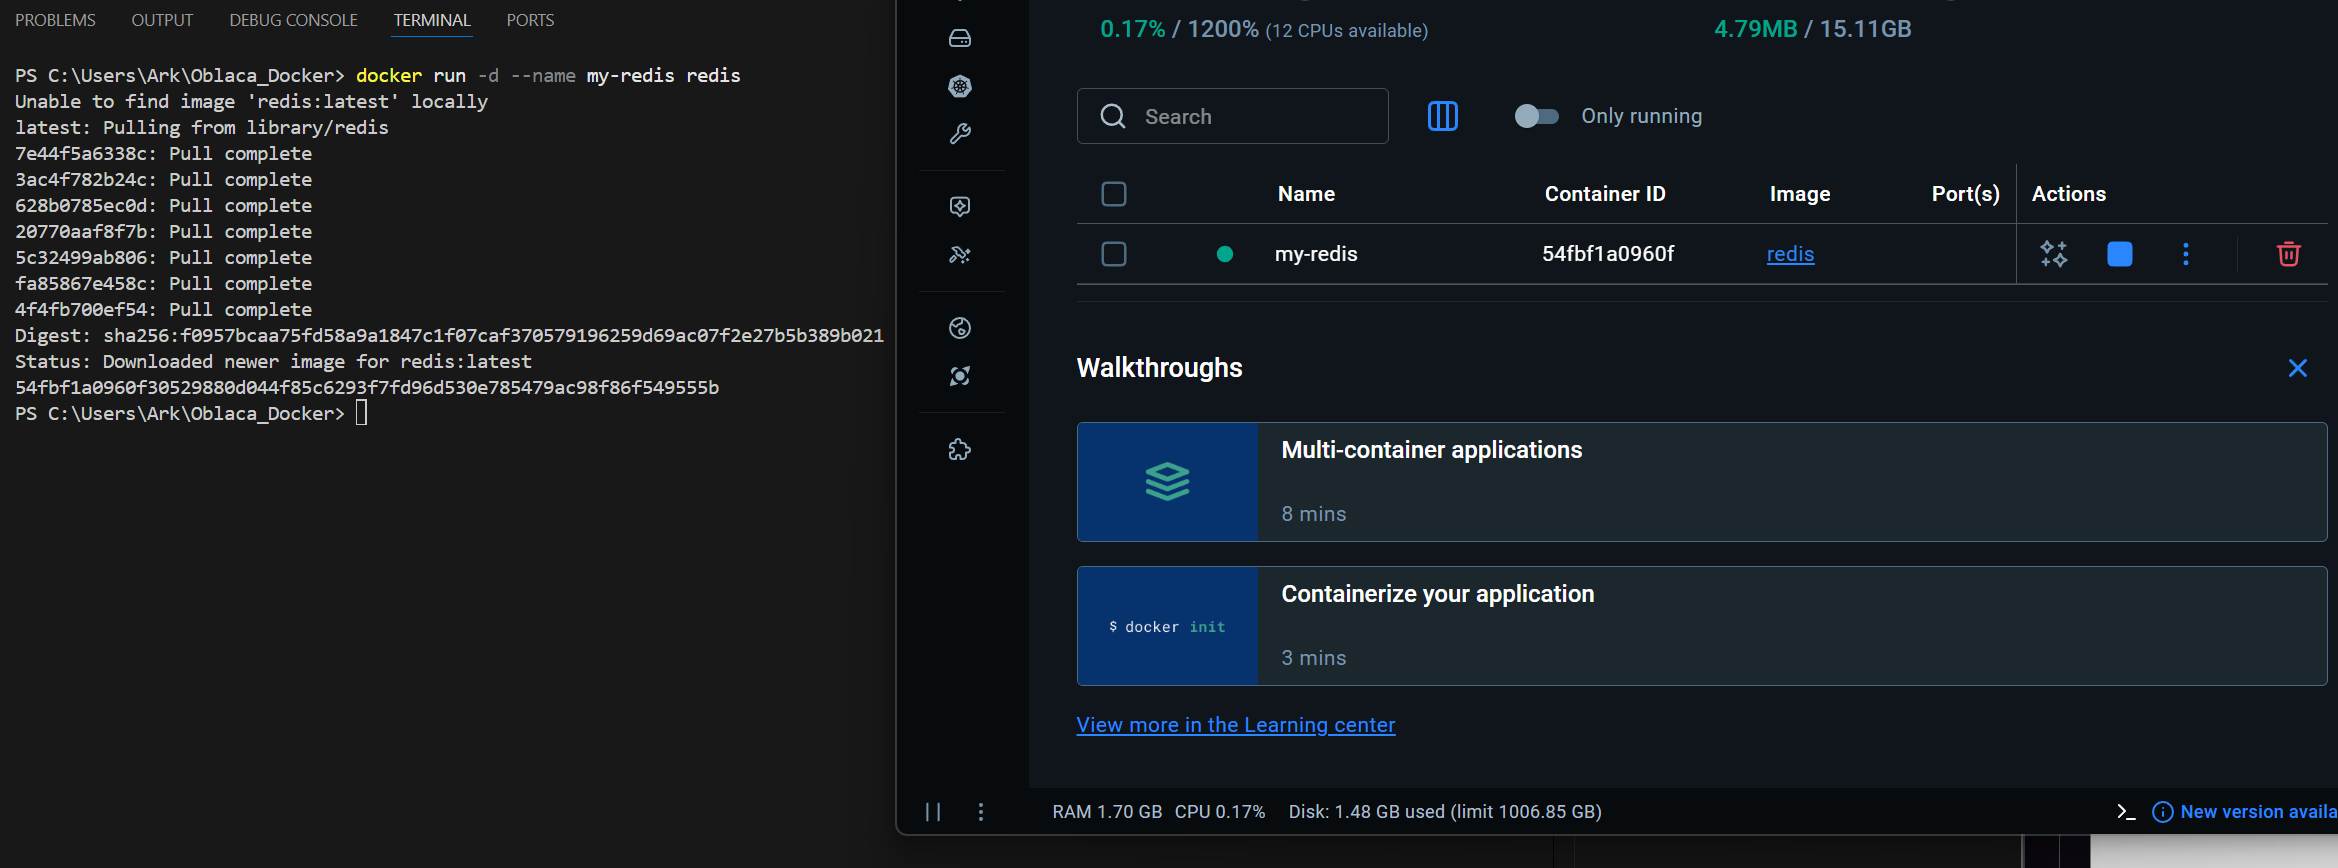 PROBLEMS OUTPUT DEBUG CONSOLE TERMINAL PORTS
PS C:\Users\Ark\Oblaca_Docker> docker run -d --name my-redis redis
Unable to find image 'redis:latest' locally
latest: Pulling from library/redis
7e44f5a6338c: Pull complete
3ac4f782b24c: Pull complete
628b0785ec0d: Pull complete
20770aaf8f7b: Pull complete
5c32499ab806: Pull complete
fa85867e458c: Pull complete
4f4fb700ef54: Pull complete
Digest: sha256:f0957bcaa75fd58a9a1847c1f07caf370579196259d69ac07f2e27b5b389b021
Status: Downloaded newer image for redis:latest
54fbf1a0960f30529880d044f85c6293f7fd96d530e785479ac98f86f549555b
PS C:\Users\Ark\Oblaca_Docker>
0.17% / 1200% (12 CPUs available) 4.79MB / 15.11GB
Search Only running
Name Container ID Image Port(s) Actions
my-redis 54fbf1a0960f redis
Walkthroughs
Multi-container applications
8 mins
$ docker init
Containerize your application
3 mins
View more in the Learning center
RAM 1.70 GB CPU 0.17% Disk: 1.48 GB used (limit 1006.85 GB) New version availa